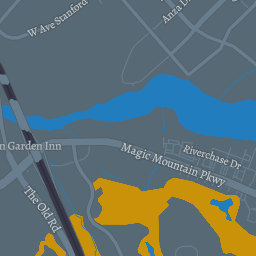 W Ave Stanford
Anza D
n Garden Inn
Magic Mountain Pkwy
Riverchase Dr
The Old Rd